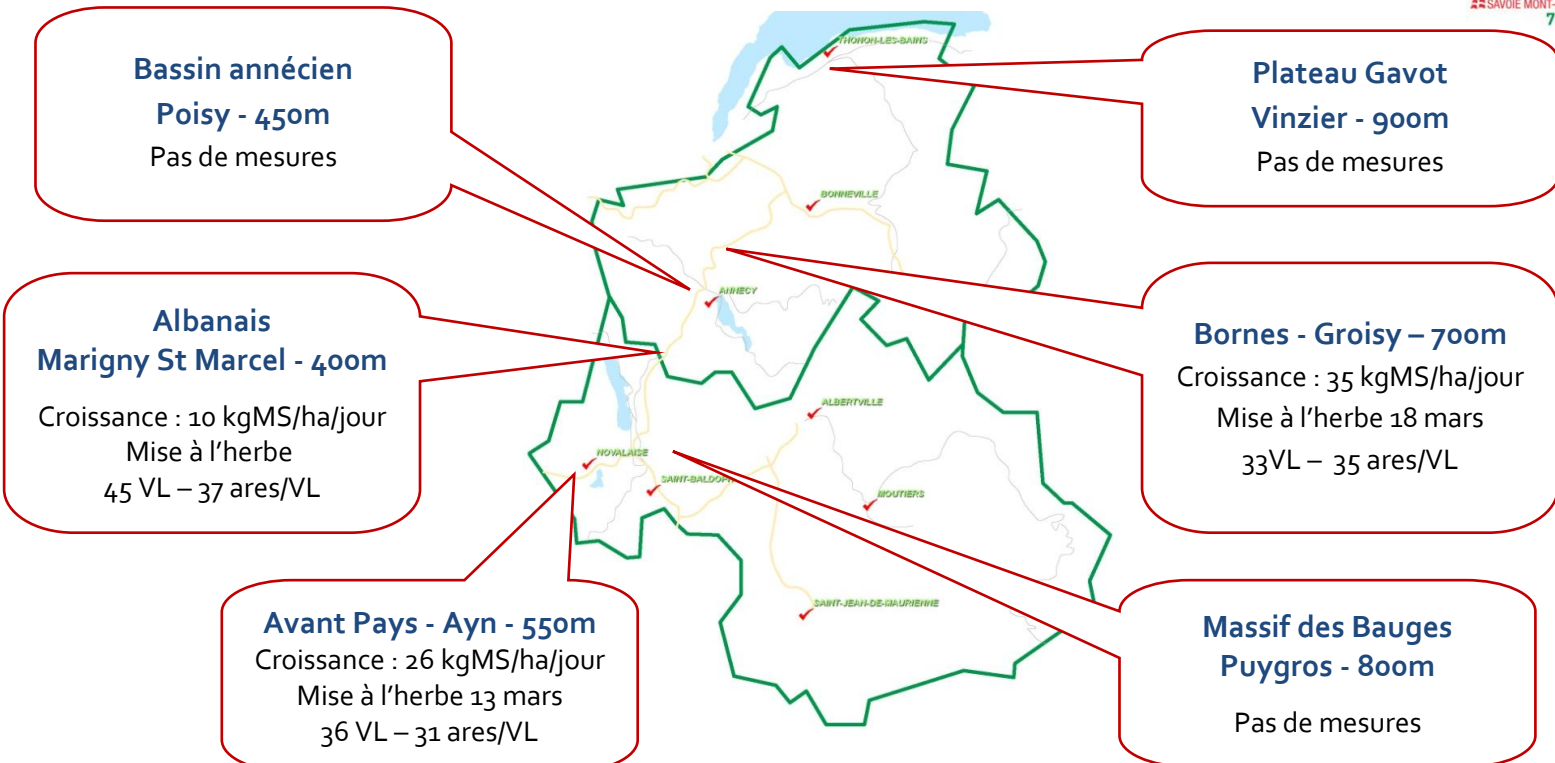 SAVOIE MONT-
7
Bassin annécien
Poisy - 450m
Pas de mesures
Plateau Gavot
Vinzier - 900m
Pas de mesures
Albanais
Marigny St Marcel - 400m
Croissance : 10 kgMS/ha/jour
Mise à l'herbe
45 VL – 37 ares/VL
Bornes - Groisy – 700m
Croissance : 35 kgMS/ha/jour
Mise à l'herbe 18 mars
33VL – 35 ares/VL
Avant Pays - Ayn - 550m
Croissance : 26 kgMS/ha/jour
Mise à l'herbe 13 mars
36 VL – 31 ares/VL
Massif des Bauges
Puygros - 800m
Pas de mesures
THONON-LES-BAINS
BONNEVILLE
ANNECY
ALBERTVILLE
NOVALAISE
MOUTIERS
SAINT-JEAN-DE-MAURIENNE